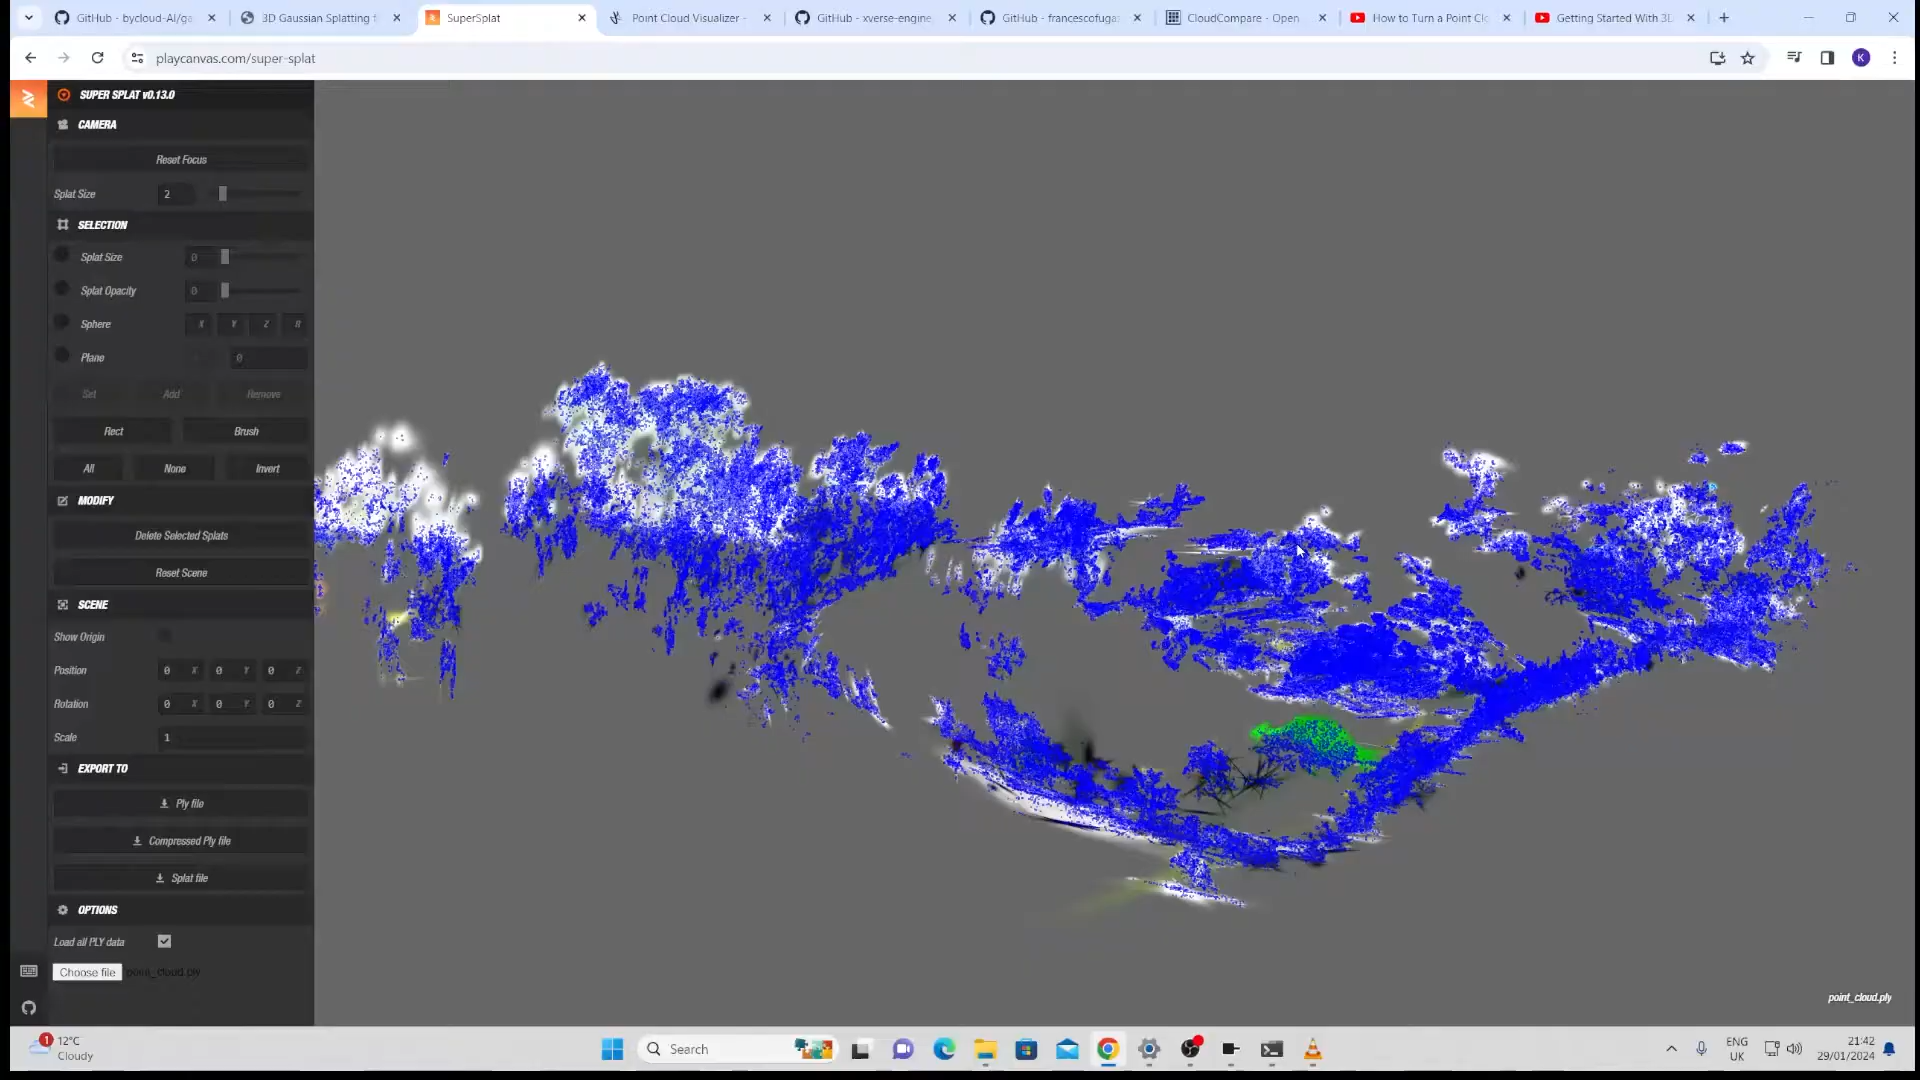 GitHub - bycloud-AI/ga
3D Gaussian Splatting f
SuperSplat
Point Cloud Visualizer -
GitHub - xverse-engine
GitHub - francescofuga
CloudCompare - Open
How to Turn a Point Clo
Getting Started With 3D
playcanvas.com/super-splat
K
SUPER SPLAT v0.13.0
CAMERA
Reset Focus
Splat Size 2
SELECTION
Splat Size 0
Splat Opacity 0
Sphere X Y Z R
Plane 0
Set Add Remove
Rect Brush
All None Invert
MODIFY
Delete Selected Splats
Reset Scene
SCENE
Show Origin
Position 0 X 0 Y 0 Z
Rotation 0 X 0 Y 0 Z
Scale 1
EXPORT TO
Ply file
Compressed Ply file
Splat file
OPTIONS
Load all PLY data
Choose file point_cloud.ply
point_cloud.ply
1
12°C
Cloudy
Search
ENG
UK
21:42
29/01/2024